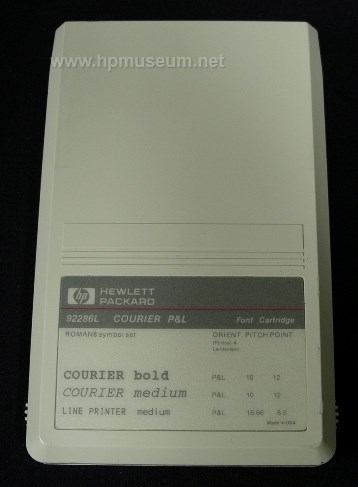 www.hpmuseum.net
hp HEWLETT
PACKARD
92286L COURIER P&L Font Cartridge
ROMAN8 symbol set ORIENT. PITCH POINT
(Portrait &
Landscape)
COURIER bold P&L 10 12
COURIER medium P&L 10 12
LINE PRINTER medium P&L 16.66 8.5
Made in USA